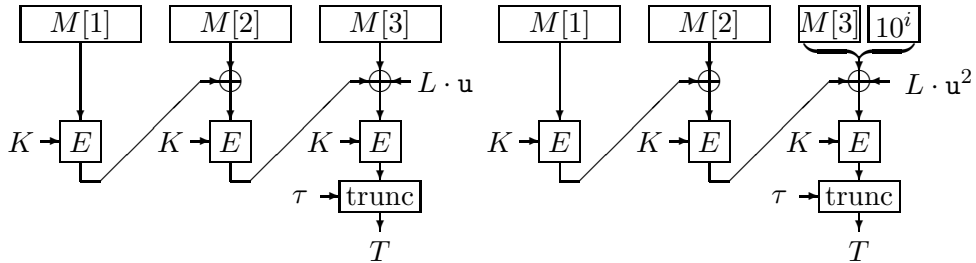 M[1] M[2] M[3] M[1] M[2] M[3] 10^i
L · u L · u^2
K E K E K E K E K E K E
τ trunc τ trunc
T T